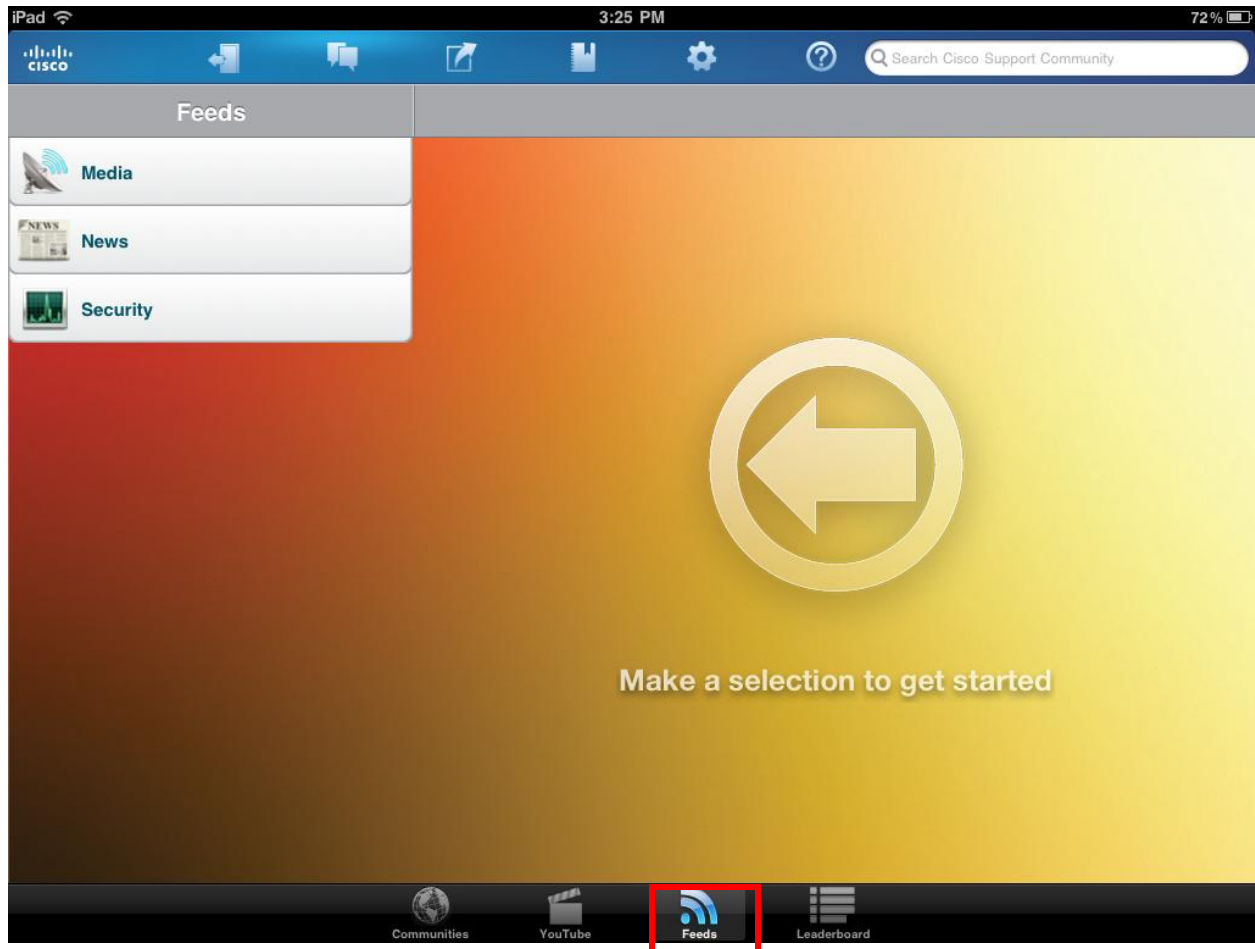 iPad 3:25 PM 72%
CISCO Search Cisco Support Community
Feeds
Media
NEWS
News
Security
Make a selection to get started
Communities YouTube Feeds Leaderboard